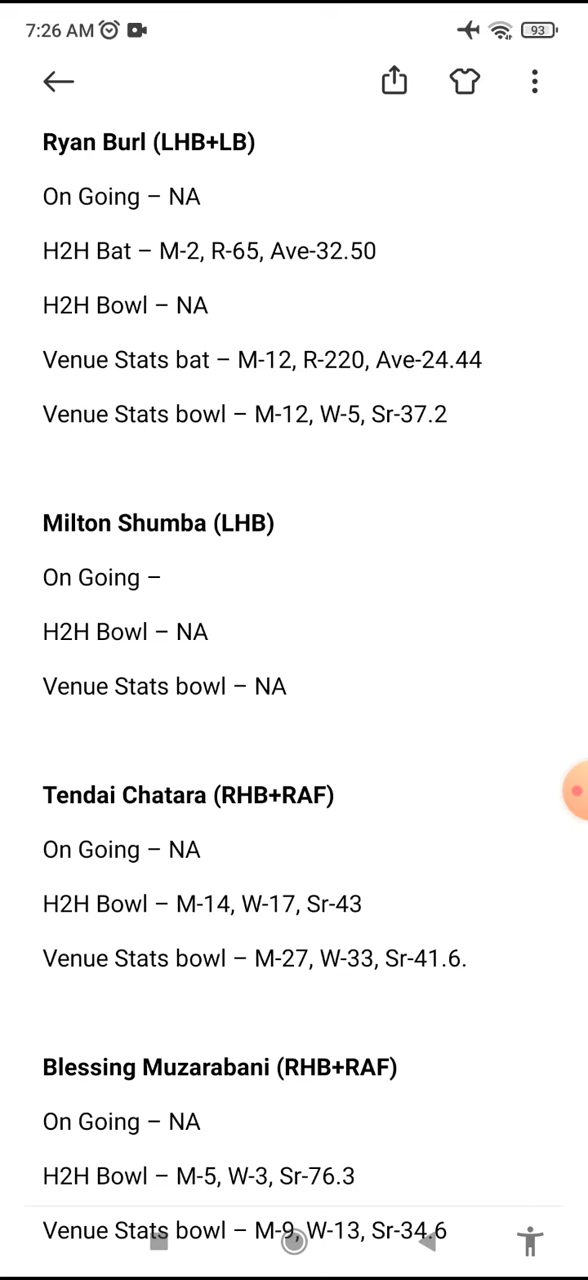 7:26 AM
93
Ryan Burl (LHB+LB)
On Going – NA
H2H Bat – M-2, R-65, Ave-32.50
H2H Bowl – NA
Venue Stats bat – M-12, R-220, Ave-24.44
Venue Stats bowl – M-12, W-5, Sr-37.2
Milton Shumba (LHB)
On Going –
H2H Bowl – NA
Venue Stats bowl – NA
Tendai Chatara (RHB+RAF)
On Going – NA
H2H Bowl – M-14, W-17, Sr-43
Venue Stats bowl – M-27, W-33, Sr-41.6.
Blessing Muzarabani (RHB+RAF)
On Going – NA
H2H Bowl – M-5, W-3, Sr-76.3
Venue Stats bowl – M-9, W-13, Sr-34.6